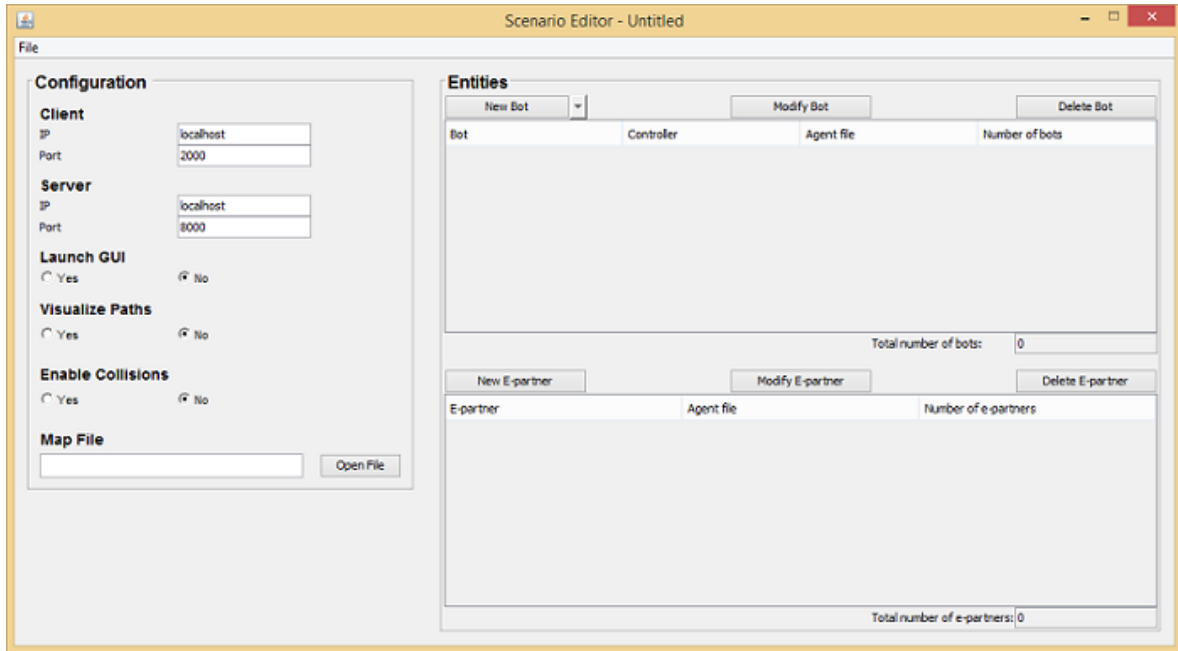 Scenario Editor - Untitled
File
Configuration
Client
IP localhost
Port 2000
Server
IP localhost
Port 8000
Launch GUI
Yes No
Visualize Paths
Yes No
Enable Collisions
Yes No
Map File
Open File
Entities
New Bot Modify Bot Delete Bot
Bot Controller Agent file Number of bots
Total number of bots: 0
New E-partner Modify E-partner Delete E-partner
E-partner Agent file Number of e-partners
Total number of e-partners: 0